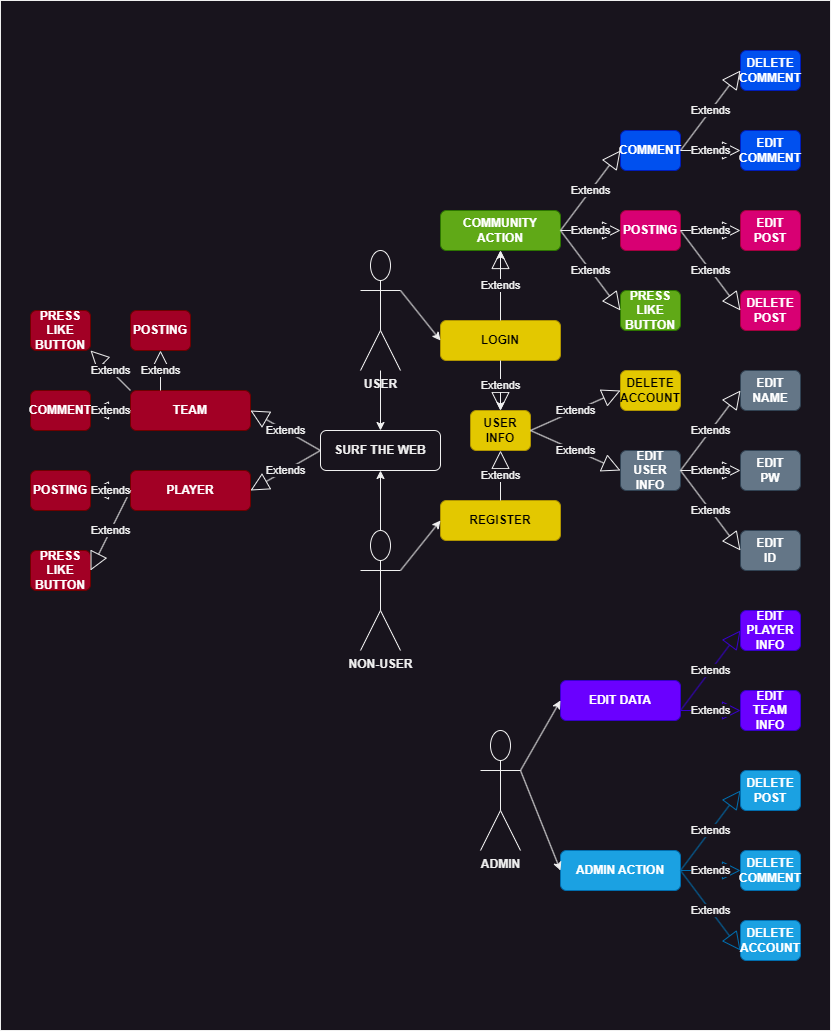 DELETE
COMMENT
Extends
COMMENT
Extends
EDIT
COMMENT
Extends
COMMUNITY
ACTION
Extends
POSTING
Extends
EDIT
POST
Extends
Extends
Extends
PRESS
LIKE
BUTTON
DELETE
POST
USER
LOGIN
PRESS
LIKE
BUTTON
POSTING
Extends
Extends
Extends
COMMENT
Extends
TEAM
Extends
SURF THE WEB
Extends
USER
INFO
Extends
DELETE
ACCOUNT
EDIT
NAME
Extends
Extends
EDIT
USER
INFO
Extends
EDIT
PW
Extends
Extends
POSTING
Extends
PLAYER
REGISTER
Extends
PRESS
LIKE
BUTTON
EDIT
ID
NON-USER
EDIT
PLAYER
INFO
Extends
EDIT DATA
Extends
EDIT
TEAM
INFO
ADMIN
DELETE
POST
Extends
ADMIN ACTION
Extends
DELETE
COMMENT
Extends
DELETE
ACCOUNT